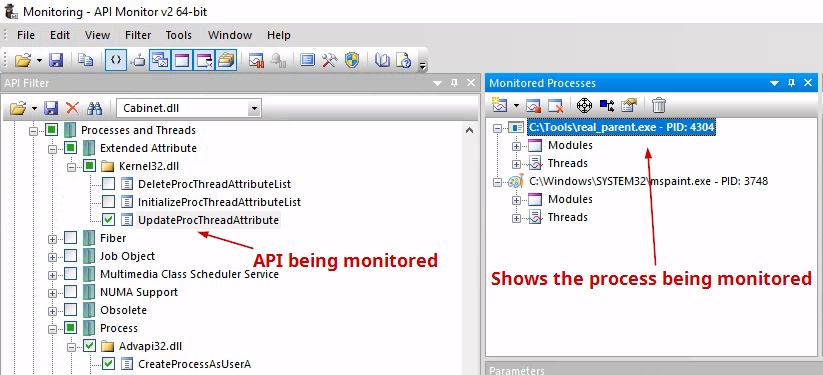 Monitoring - API Monitor v2 64-bit
File Edit View Filter Tools Window Help
API Filter
Cabinet.dll
Processes and Threads
Extended Attribute
Kernel32.dll
DeleteProcThreadAttributeList
InitializeProcThreadAttributeList
UpdateProcThreadAttribute
Fiber
Job Object
API being monitored
Multimedia Class Scheduler Service
NUMA Support
Obsolete
Process
Advapi32.dll
CreateProcessAsUserA
Monitored Processes
C:\Tools\real_parent.exe - PID: 4304
Modules
Threads
C:\Windows\SYSTEM32\mspaint.exe - PID: 3748
Modules
Threads
Shows the process being monitored
Parameters